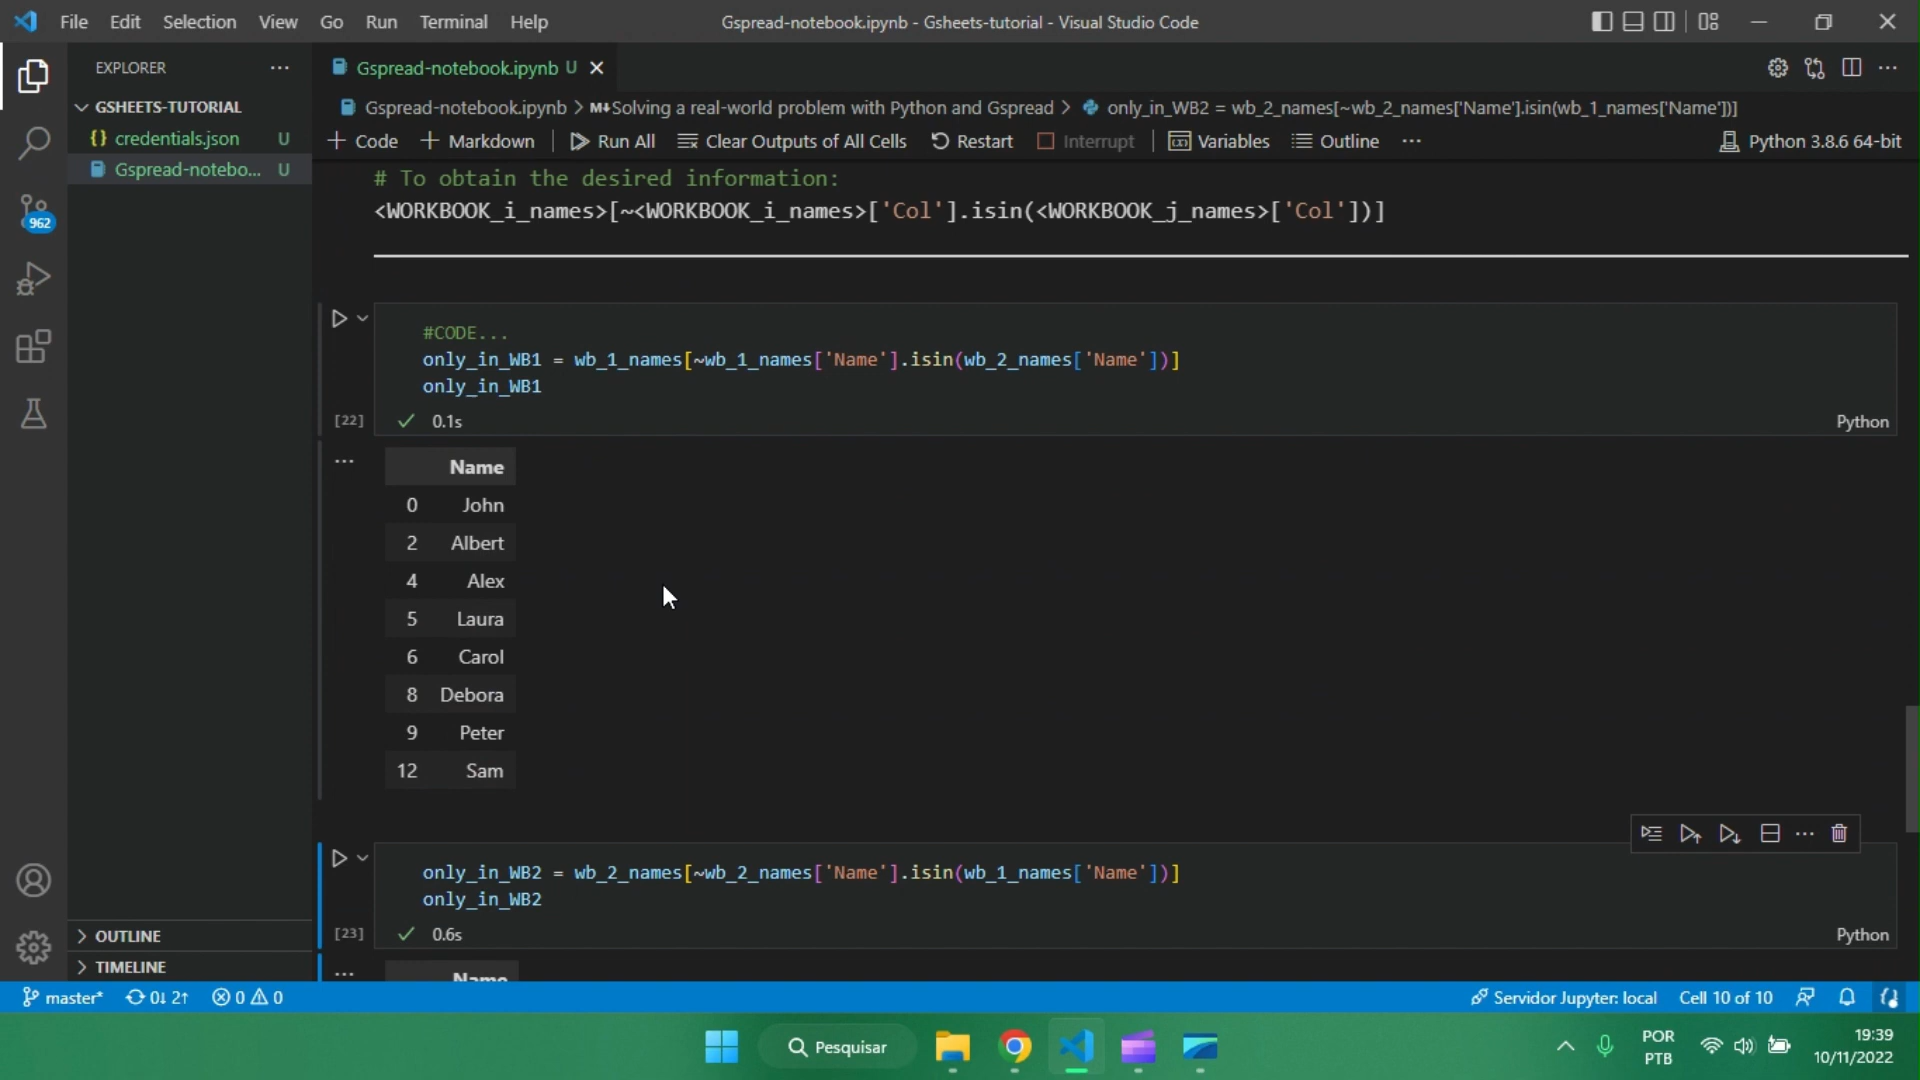 File Edit Selection View Go Run Terminal Help
Gspread-notebook.ipynb - Gsheets-tutorial - Visual Studio Code
EXPLORER
Gspread-notebook.ipynb U
GSHEETS-TUTORIAL
{} credentials.json U
Gspread-notebo... U
Gspread-notebook.ipynb > M↓Solving a real-world problem with Python and Gspread > only_in_WB2 = wb_2_names[~wb_2_names['Name'].isin(wb_1_names['Name'])]
+ Code + Markdown Run All Clear Outputs of All Cells Restart Interrupt Variables Outline ... Python 3.8.6 64-bit
# To obtain the desired information:
<WORKBOOK_i_names>[~<WORKBOOK_i_names>['Col'].isin(<WORKBOOK_j_names>['Col'])]
#CODE...
only_in_WB1 = wb_1_names[~wb_1_names['Name'].isin(wb_2_names['Name'])]
only_in_WB1
[22] ✓ 0.1s Python
Name
0 John
2 Albert
4 Alex
5 Laura
6 Carol
8 Debora
9 Peter
12 Sam
only_in_WB2 = wb_2_names[~wb_2_names['Name'].isin(wb_1_names['Name'])]
only_in_WB2
[23] ✓ 0.6s Python
Name
962
OUTLINE
TIMELINE
master* 0↓ 2↑ 0 0
Servidor Jupyter: local Cell 10 of 10
Pesquisar
POR
PTB
19:39
10/11/2022